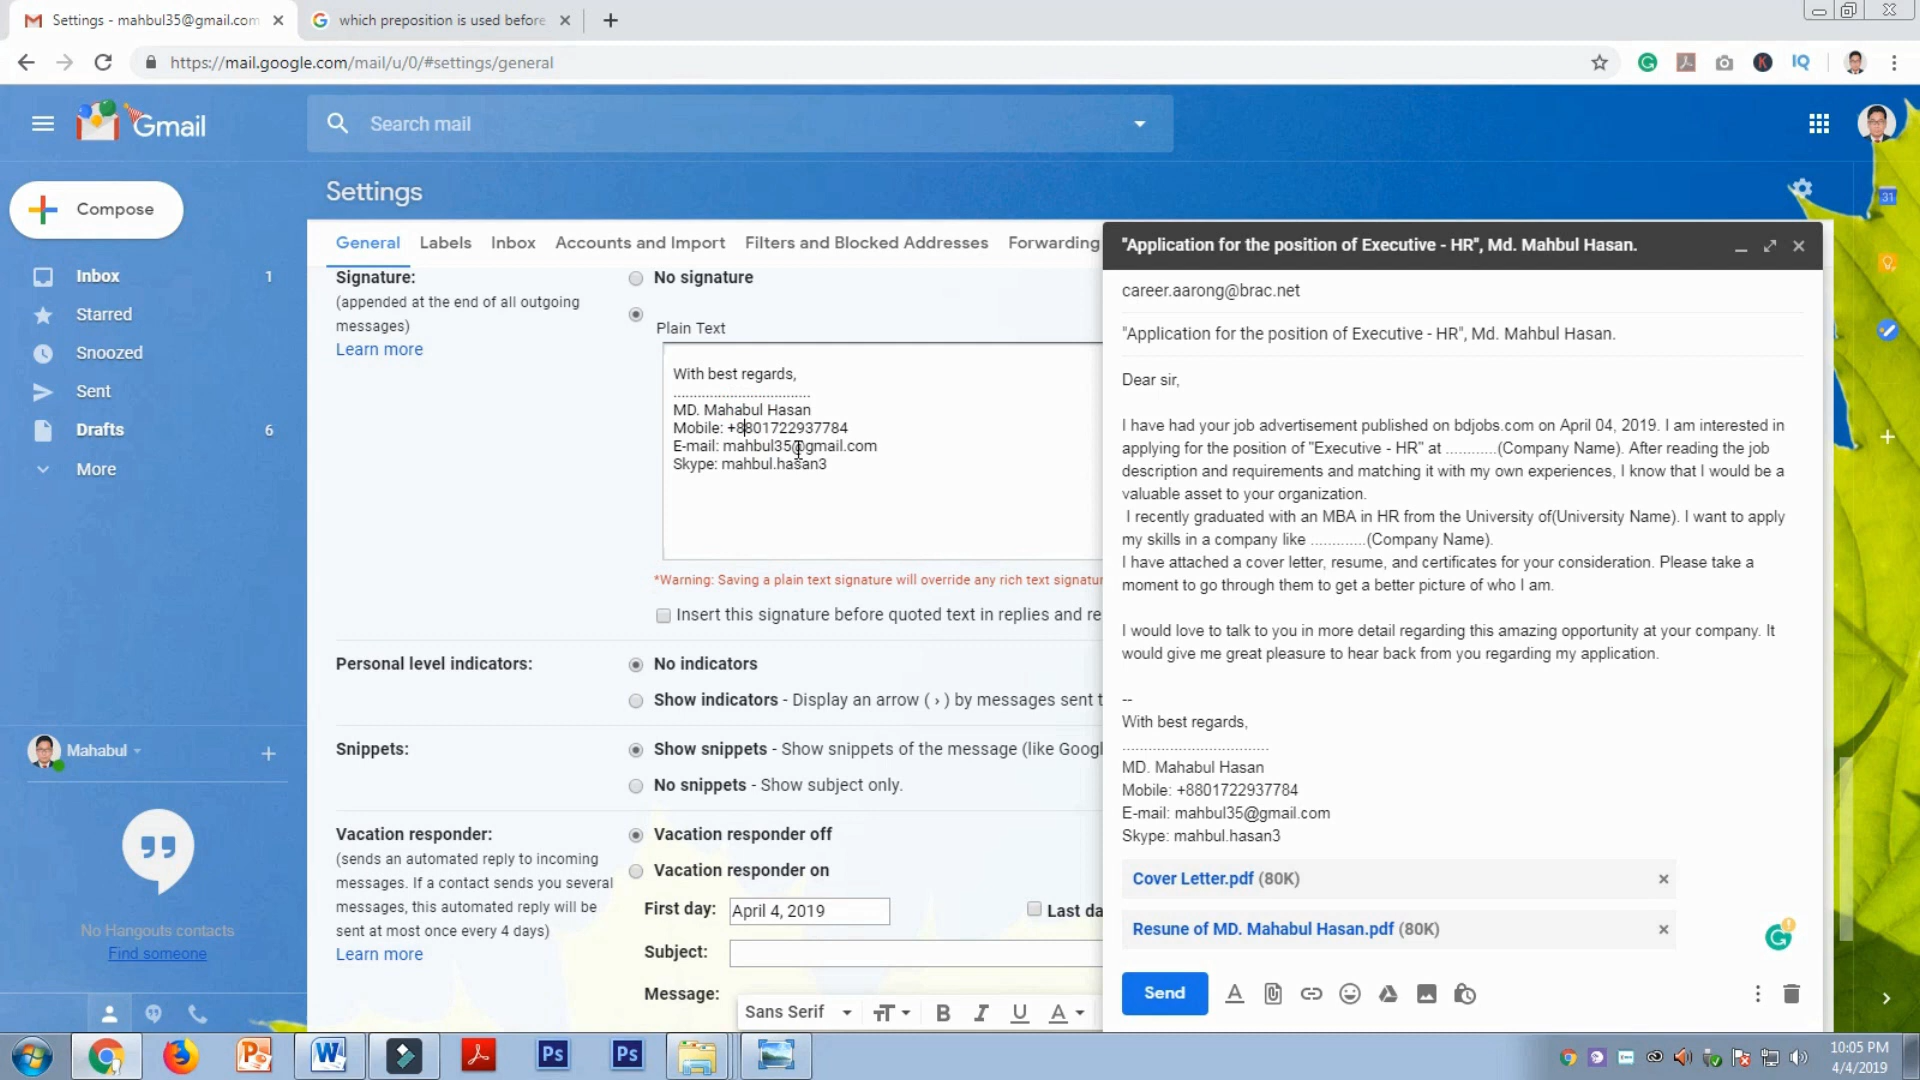 Settings - mahbul35@gmail.com
which preposition is used before
https://mail.google.com/mail/u/0/#settings/general
IQ
K
Gmail
Search mail
Compose
Settings
31
General Labels Inbox Accounts and Import Filters and Blocked Addresses Forwarding
Inbox 1
Starred
Snoozed
Sent
Drafts 6
More
Mahabul
No Hangouts contacts
Find someone
Signature:
(appended at the end of all outgoing
messages)
Learn more
No signature
Plain Text
With best regards,
..................................
MD. Mahabul Hasan
Mobile: +8801722937784
E-mail: mahbul35@gmail.com
Skype: mahbul.hasan3
*Warning: Saving a plain text signature will override any rich text signatur
Insert this signature before quoted text in replies and re
Personal level indicators:
No indicators
Show indicators - Display an arrow ( › ) by messages sent t
Snippets:
Show snippets - Show snippets of the message (like Googl
No snippets - Show subject only.
Vacation responder:
(sends an automated reply to incoming
messages. If a contact sends you several
messages, this automated reply will be
sent at most once every 4 days)
Learn more
Vacation responder off
Vacation responder on
First day: April 4, 2019 Last da
Subject:
Message:
Sans Serif B I U A
"Application for the position of Executive - HR", Md. Mahbul Hasan.
career.aarong@brac.net
"Application for the position of Executive - HR", Md. Mahbul Hasan.
Dear sir,
I have had your job advertisement published on bdjobs.com on April 04, 2019. I am interested in
applying for the position of "Executive - HR" at ............(Company Name). After reading the job
description and requirements and matching it with my own experiences, I know that I would be a
valuable asset to your organization.
I recently graduated with an MBA in HR from the University of(University Name). I want to apply
my skills in a company like .............(Company Name).
I have attached a cover letter, resume, and certificates for your consideration. Please take a
moment to go through them to get a better picture of who I am.
I would love to talk to you in more detail regarding this amazing opportunity at your company. It
would give me great pleasure to hear back from you regarding my application.
--
With best regards,
..................................
MD. Mahabul Hasan
Mobile: +8801722937784
E-mail: mahbul35@gmail.com
Skype: mahbul.hasan3
Cover Letter.pdf (80K)
Resune of MD. Mahabul Hasan.pdf (80K)
Send
Ps
Ps
10:05 PM
4/4/2019